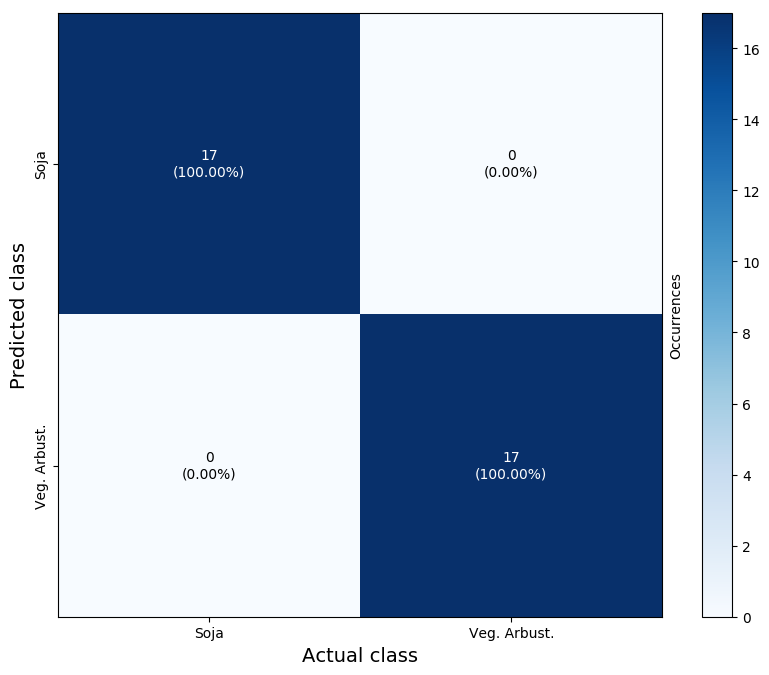 Predicted class
Soja
Veg. Arbust.
17
(100.00%)
0
(0.00%)
0
(0.00%)
17
(100.00%)
Soja
Veg. Arbust.
Actual class
Occurrences
16
14
12
10
8
6
4
2
0